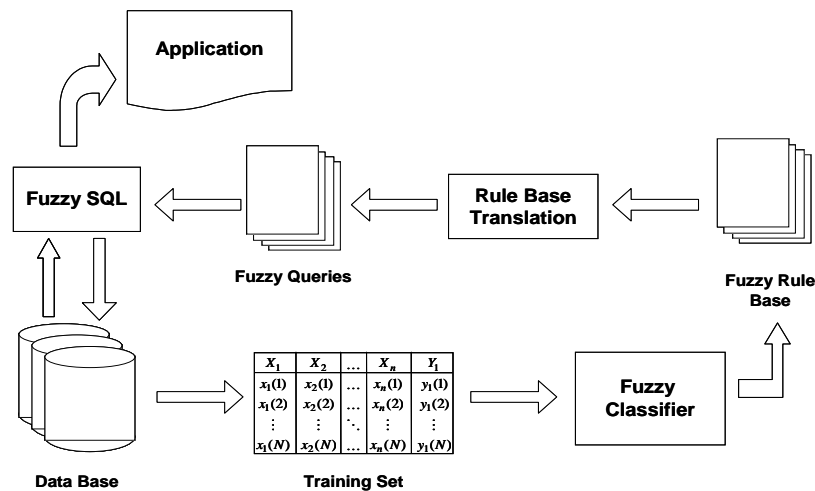 Application
Fuzzy SQL
Rule Base
Translation
Fuzzy Queries
Fuzzy Rule
Base
X1 X2 ... Xn Y1
x1(1) x2(1) ... xn(1) y1(1)
x1(2) x2(2) ... xn(2) y1(2)
⋮ ⋮ ⋱ ⋮ ⋮
x1(N) x2(N) ... xn(N) y1(N)
Fuzzy
Classifier
Data Base
Training Set